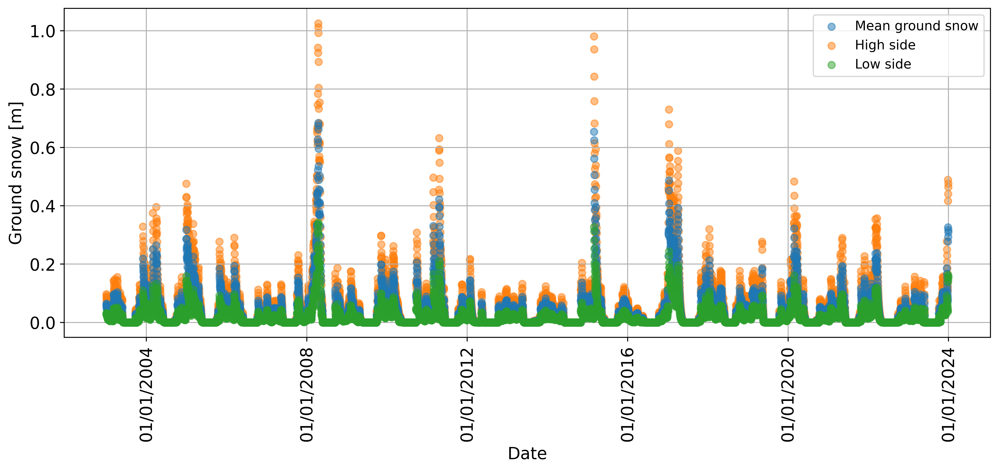 Mean ground snow
High side
Low side
Ground snow [m]
1.0
0.8
0.6
0.4
0.2
0.0
01/01/2004
01/01/2008
01/01/2012
01/01/2016
01/01/2020
01/01/2024
Date